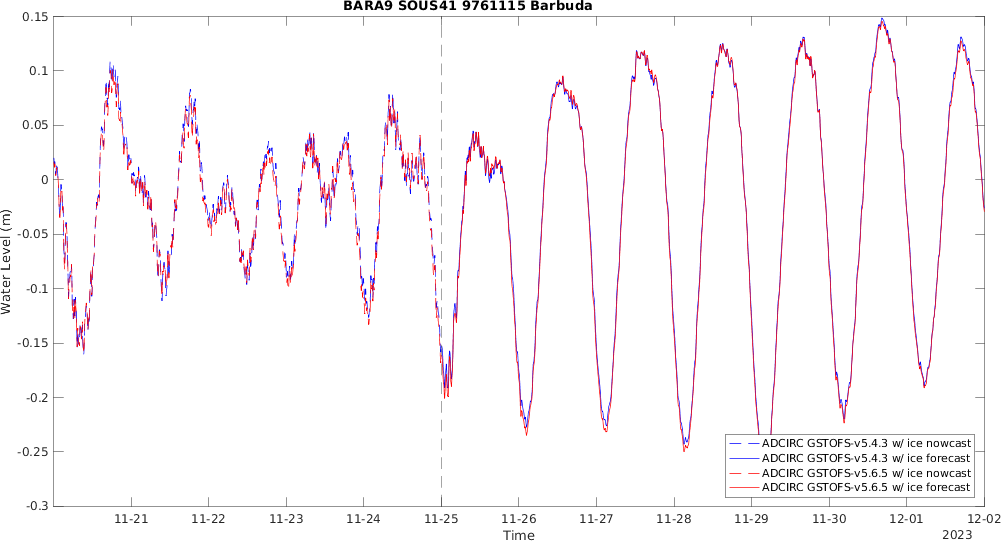 BARA9 SOUS41 9761115 Barbuda
0.15
0.1
0.05
0
-0.05
-0.1
-0.15
-0.2
-0.25
-0.3
Water Level (m)
ADCIRC GSTOFS-v5.4.3 w/ ice nowcast
ADCIRC GSTOFS-v5.4.3 w/ ice forecast
ADCIRC GSTOFS-v5.6.5 w/ ice nowcast
ADCIRC GSTOFS-v5.6.5 w/ ice forecast
11-21 11-22 11-23 11-24 11-25 11-26 11-27 11-28 11-29 11-30 12-01 12-02
Time
2023